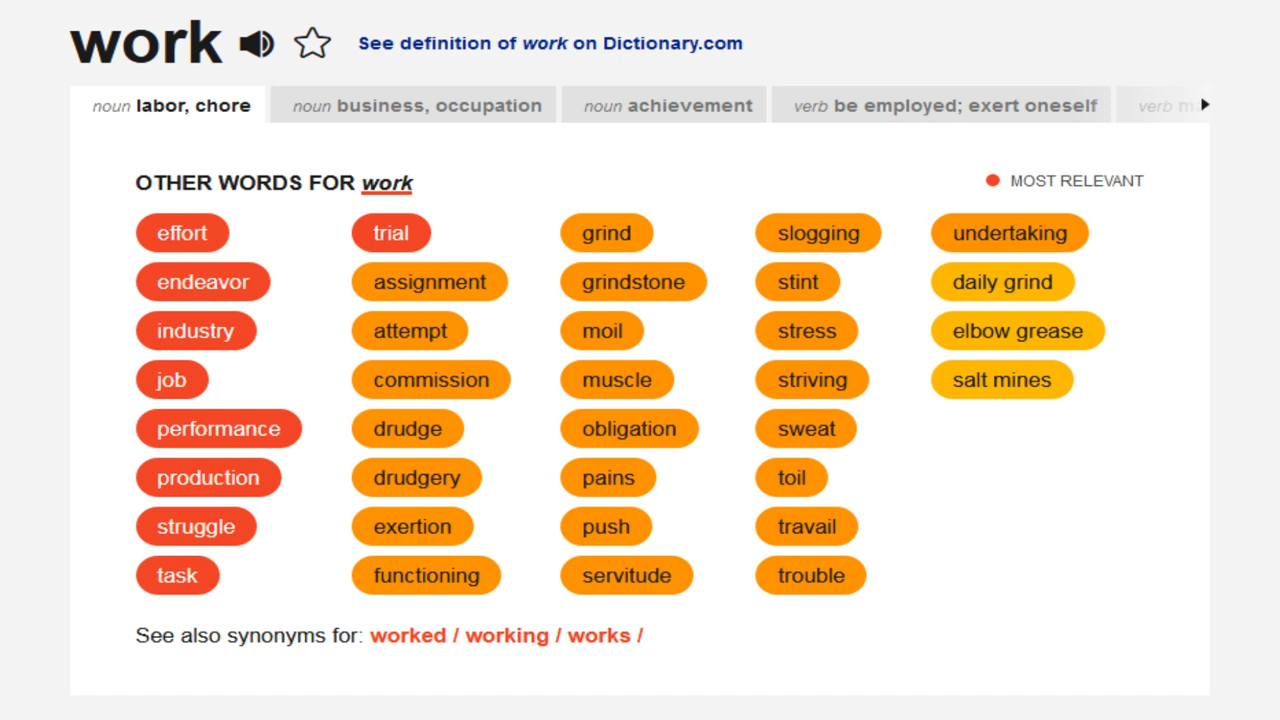 work See definition of work on Dictionary.com
noun labor, chore noun business, occupation noun achievement verb be employed; exert oneself verb
OTHER WORDS FOR work MOST RELEVANT
effort trial grind slogging undertaking
endeavor assignment grindstone stint daily grind
industry attempt moil stress elbow grease
job commission muscle striving salt mines
performance drudge obligation sweat
production drudgery pains toil
struggle exertion push travail
task functioning servitude trouble
See also synonyms for: worked / working / works /